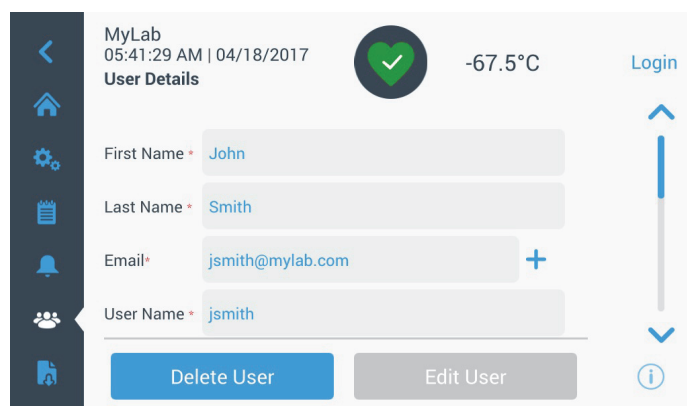 MyLab
05:41:29 AM | 04/18/2017
User Details
-67.5°C
Login
First Name * John
Last Name * Smith
Email* jsmith@mylab.com
User Name * jsmith
Delete User
Edit User